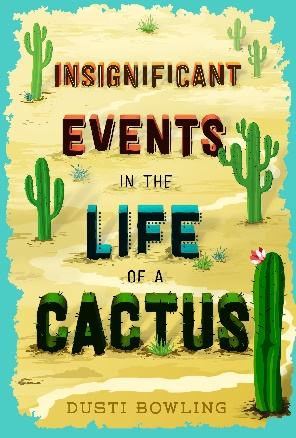 INSIGNIFICANT
EVENTS
IN THE
LIFE
OF A
CACTUS
DUSTI BOWLING